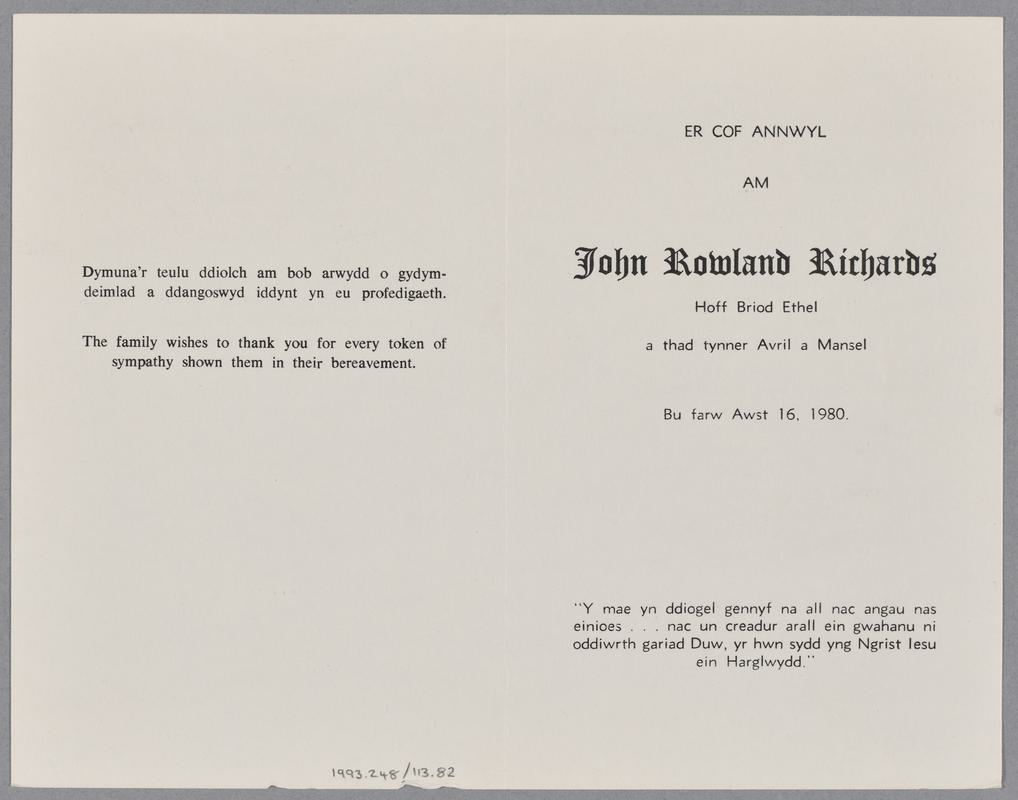 Dymuna'r teulu ddiolch am bob arwydd o gydym-
deimlad a ddangoswyd iddynt yn eu profedigaeth.
The family wishes to thank you for every token of
sympathy shown them in their bereavement.
1993.248/113.82
ER COF ANNWYL
AM
John Rowland Richards
Hoff Briod Ethel
a thad tynner Avril a Mansel
Bu farw Awst 16, 1980.
"Y mae yn ddiogel gennyf na all nac angau nas
einioes . . . nac un creadur arall ein gwahanu ni
oddiwrth gariad Duw, yr hwn sydd yng Ngrist Iesu
ein Harglwydd."